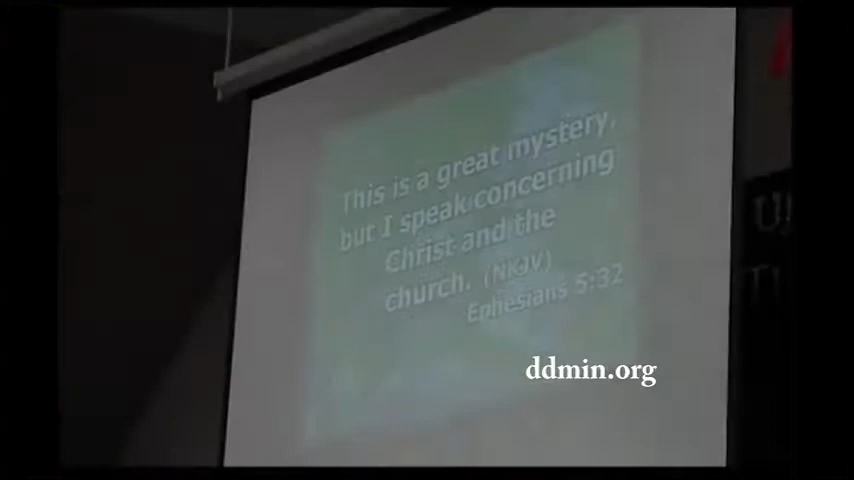 This is a great mystery,
but I speak concerning
Christ and the
church. (NKJV)
Ephesians 5:32
ddmin.org